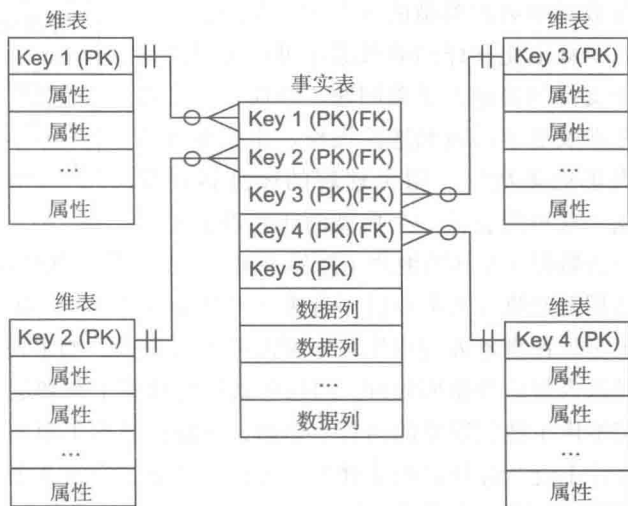 维表
Key 1 (PK)
属性
属性
...
属性
维表
Key 2 (PK)
属性
属性
...
属性
事实表
Key 1 (PK)(FK)
Key 2 (PK)(FK)
Key 3 (PK)(FK)
Key 4 (PK)(FK)
Key 5 (PK)
数据列
数据列
...
数据列
维表
Key 3 (PK)
属性
属性
...
属性
维表
Key 4 (PK)
属性
属性
...
属性